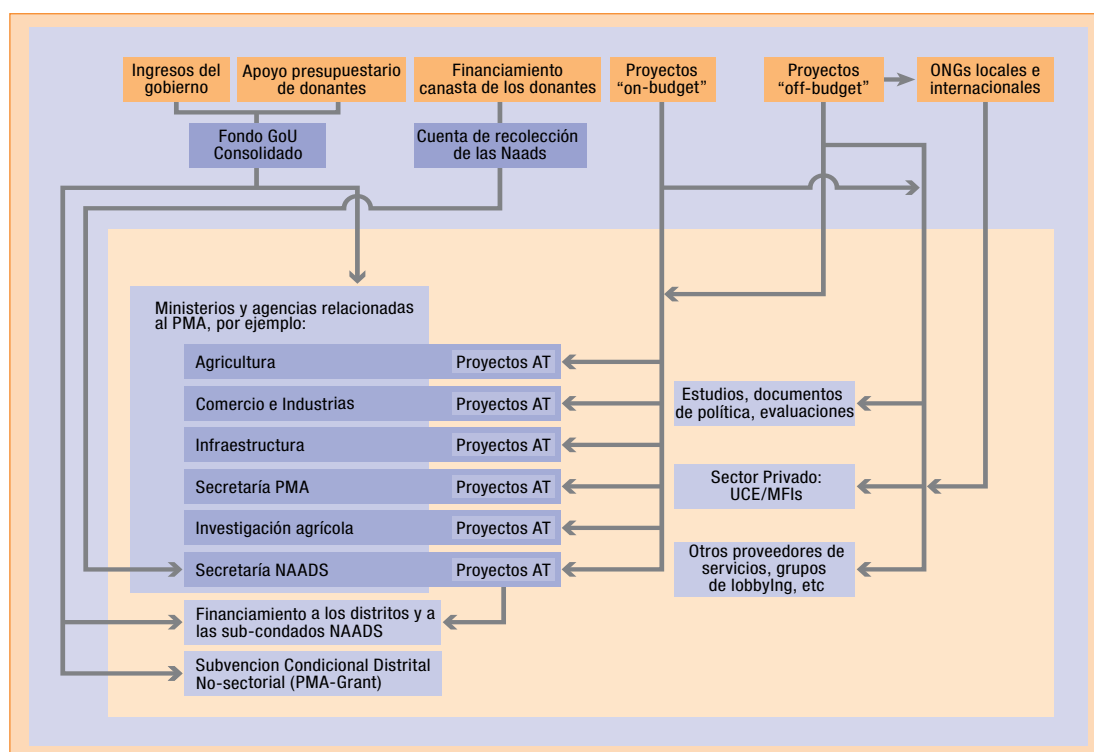 Ingresos del
gobierno
Apoyo presupuestario
de donantes
Financiamiento
canasta de los donantes
Proyectos
“on-budget”
Proyectos
“off-budget”
ONGs locales e
internacionales
Fondo GoU
Consolidado
Cuenta de recolección
de las Naads
Ministerios y agencias relacionadas
al PMA, por ejemplo:
Agricultura
Proyectos AT
Comercio e Industrias
Proyectos AT
Infraestructura
Proyectos AT
Secretaría PMA
Proyectos AT
Investigación agrícola
Proyectos AT
Secretaría NAADS
Proyectos AT
Financiamiento a los distritos y a
las sub-condados NAADS
Subvencion Condicional Distrital
No-sectorial (PMA-Grant)
Estudios, documentos
de política, evaluaciones
Sector Privado:
UCE/MFIs
Otros proveedores de
servicios, grupos
de lobbyIng, etc